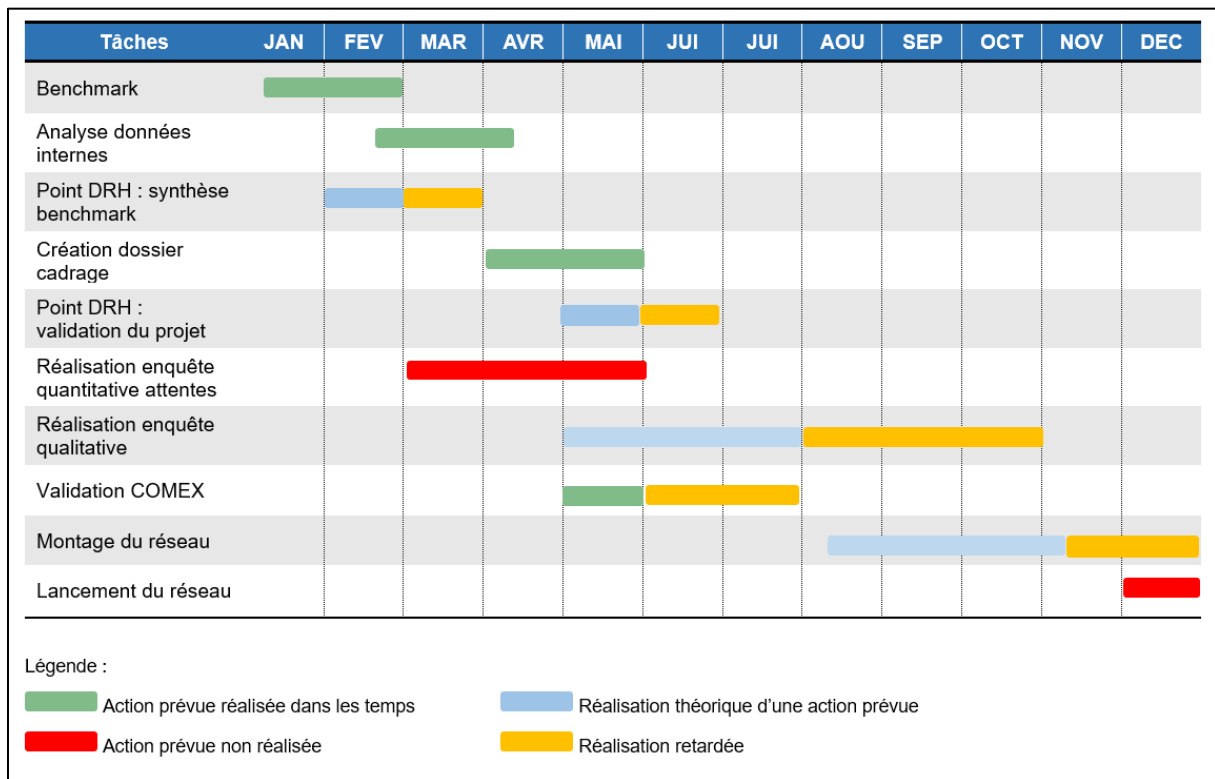 Tâches JAN FEV MAR AVR MAI JUI JUI AOU SEP OCT NOV DEC
Benchmark
Analyse données
internes
Point DRH : synthèse
benchmark
Création dossier
cadrage
Point DRH :
validation du projet
Réalisation enquête
quantitative attentes
Réalisation enquête
qualitative
Validation COMEX
Montage du réseau
Lancement du réseau
Légende :
Action prévue réalisée dans les temps
Réalisation théorique d'une action prévue
Action prévue non réalisée
Réalisation retardée